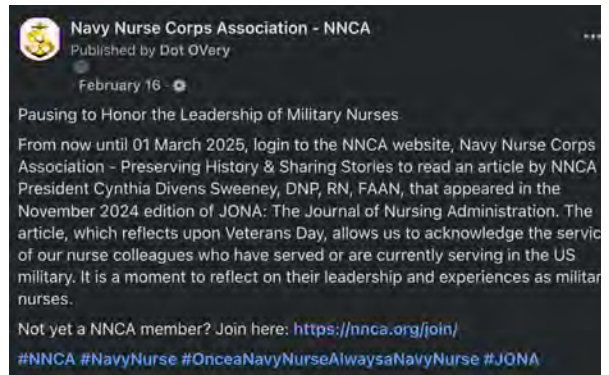 Navy Nurse Corps Association - NNCA
Published by Dot OVery
February 16 ·
Pausing to Honor the Leadership of Military Nurses
From now until 01 March 2025, login to the NNCA website, Navy Nurse Corps
Association - Preserving History & Sharing Stories to read an article by NNCA
President Cynthia Divens Sweeney, DNP, RN, FAAN, that appeared in the
November 2024 edition of JONA: The Journal of Nursing Administration. The
article, which reflects upon Veterans Day, allows us to acknowledge the servic
of our nurse colleagues who have served or are currently serving in the US
military. It is a moment to reflect on their leadership and experiences as militar
nurses.
Not yet a NNCA member? Join here: https://nnca.org/join/
#NNCA #NavyNurse #OnceaNavyNurseAlwaysaNavyNurse #JONA